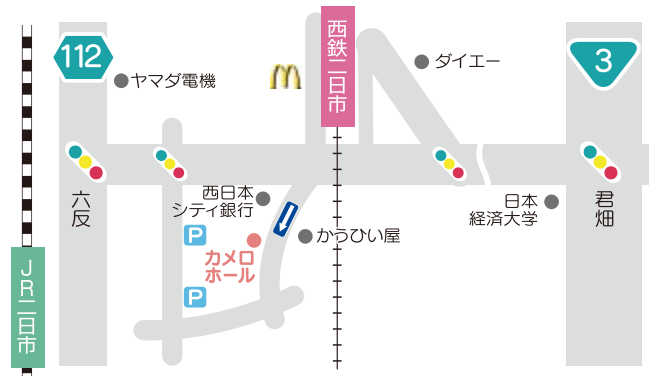 112
ヤマダ電機
西鉄二日市
ダイエー
3
六反
西日本
シティ銀行
かうひい屋
日本
経済大学
君畑
P
カメロ
ホール
P
JR二日市